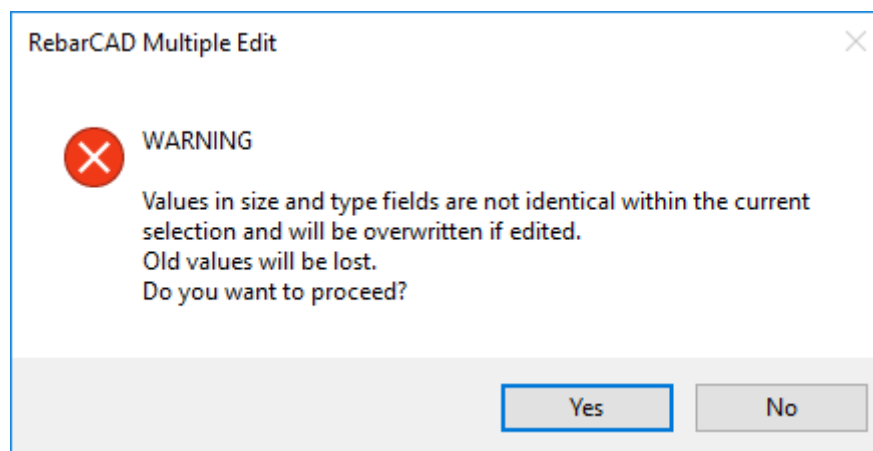 RebarCAD Multiple Edit
WARNING
Values in size and type fields are not identical within the current
selection and will be overwritten if edited.
Old values will be lost.
Do you want to proceed?
Yes
No